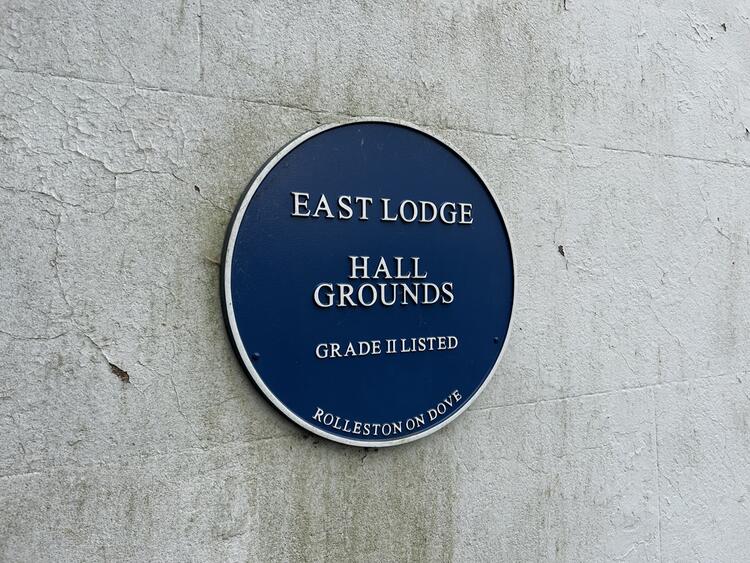 EAST LODGE
HALL
GROUNDS
GRADE II LISTED
ROLLESTON ON DOVE